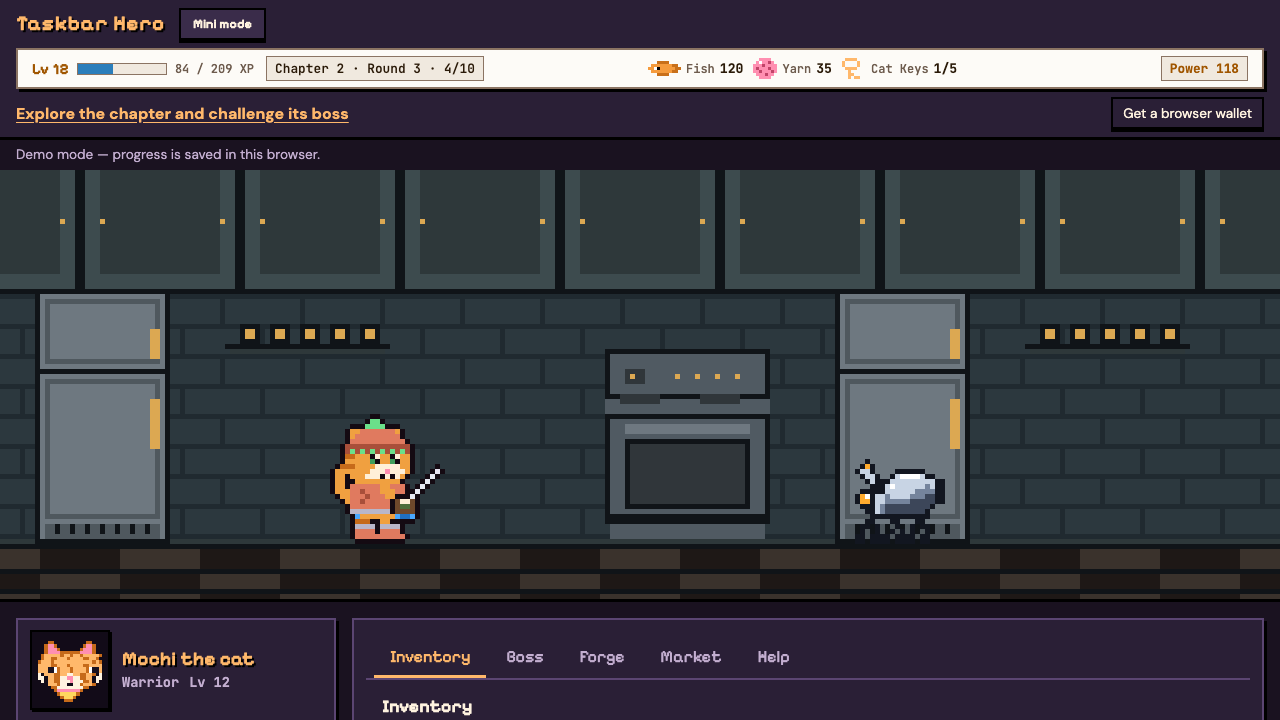 Taskbar Hero
Mini mode
Lv 12
84 / 209 XP
Chapter 2 · Round 3 · 4/10
Fish 120
Yarn 35
Cat Keys 1/5
Power 118
Explore the chapter and challenge its boss
Get a browser wallet
Demo mode — progress is saved in this browser.
Mochi the cat
Warrior Lv 12
Inventory
Boss
Forge
Market
Help
Inventory